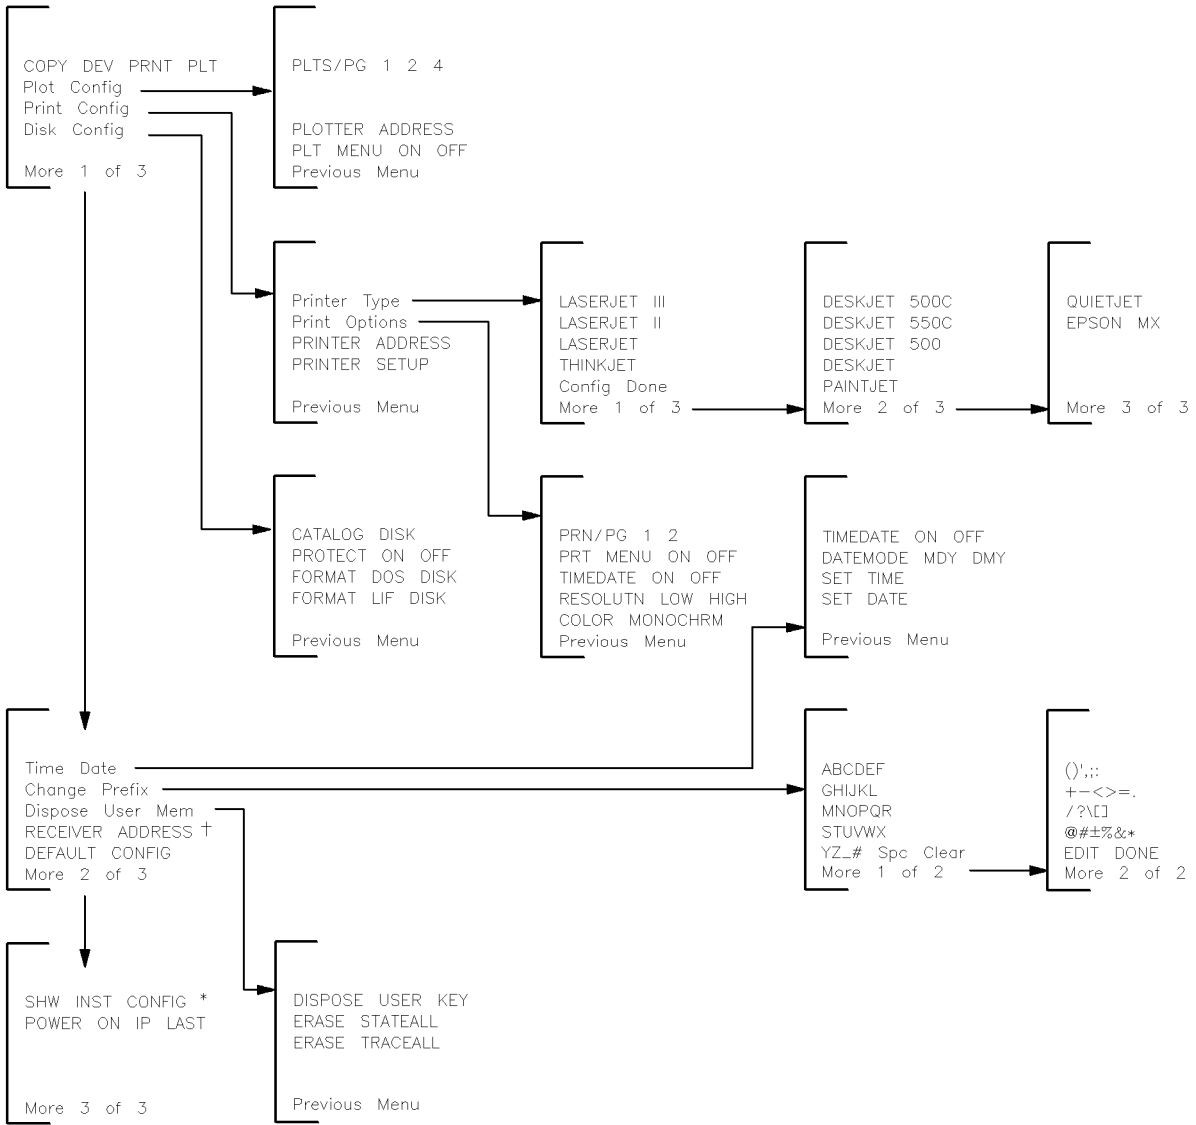 COPY DEV PRNT PLT
Plot Config
Print Config
Disk Config
More 1 of 3
PLTS/PG 1 2 4
PLOTTER ADDRESS
PLT MENU ON OFF
Previous Menu
Printer Type
Print Options
PRINTER ADDRESS
PRINTER SETUP
Previous Menu
LASERJET III
LASERJET II
LASERJET
THINKJET
Config Done
More 1 of 3
DESKJET 500C
DESKJET 550C
DESKJET 500
DESKJET
PAINTJET
More 2 of 3
QUIETJET
EPSON MX
More 3 of 3
CATALOG DISK
PROTECT ON OFF
FORMAT DOS DISK
FORMAT LIF DISK
Previous Menu
PRN/PG 1 2
PRT MENU ON OFF
TIMEDATE ON OFF
RESOLUTN LOW HIGH
COLOR MONOCHRM
Previous Menu
TIMEDATE ON OFF
DATEMODE MDY DMY
SET TIME
SET DATE
Previous Menu
Time Date
Change Prefix
Dispose User Mem
RECEIVER ADDRESS †
DEFAULT CONFIG
More 2 of 3
ABCDEF
GHIJKL
MNOPQR
STUVWX
YZ_# Spc Clear
More 1 of 2
()',;:
+−<>=.
/?\[]
@#±%&*
EDIT DONE
More 2 of 2
SHW INST CONFIG *
POWER ON IP LAST
More 3 of 3
DISPOSE USER KEY
ERASE STATEALL
ERASE TRACEALL
Previous Menu